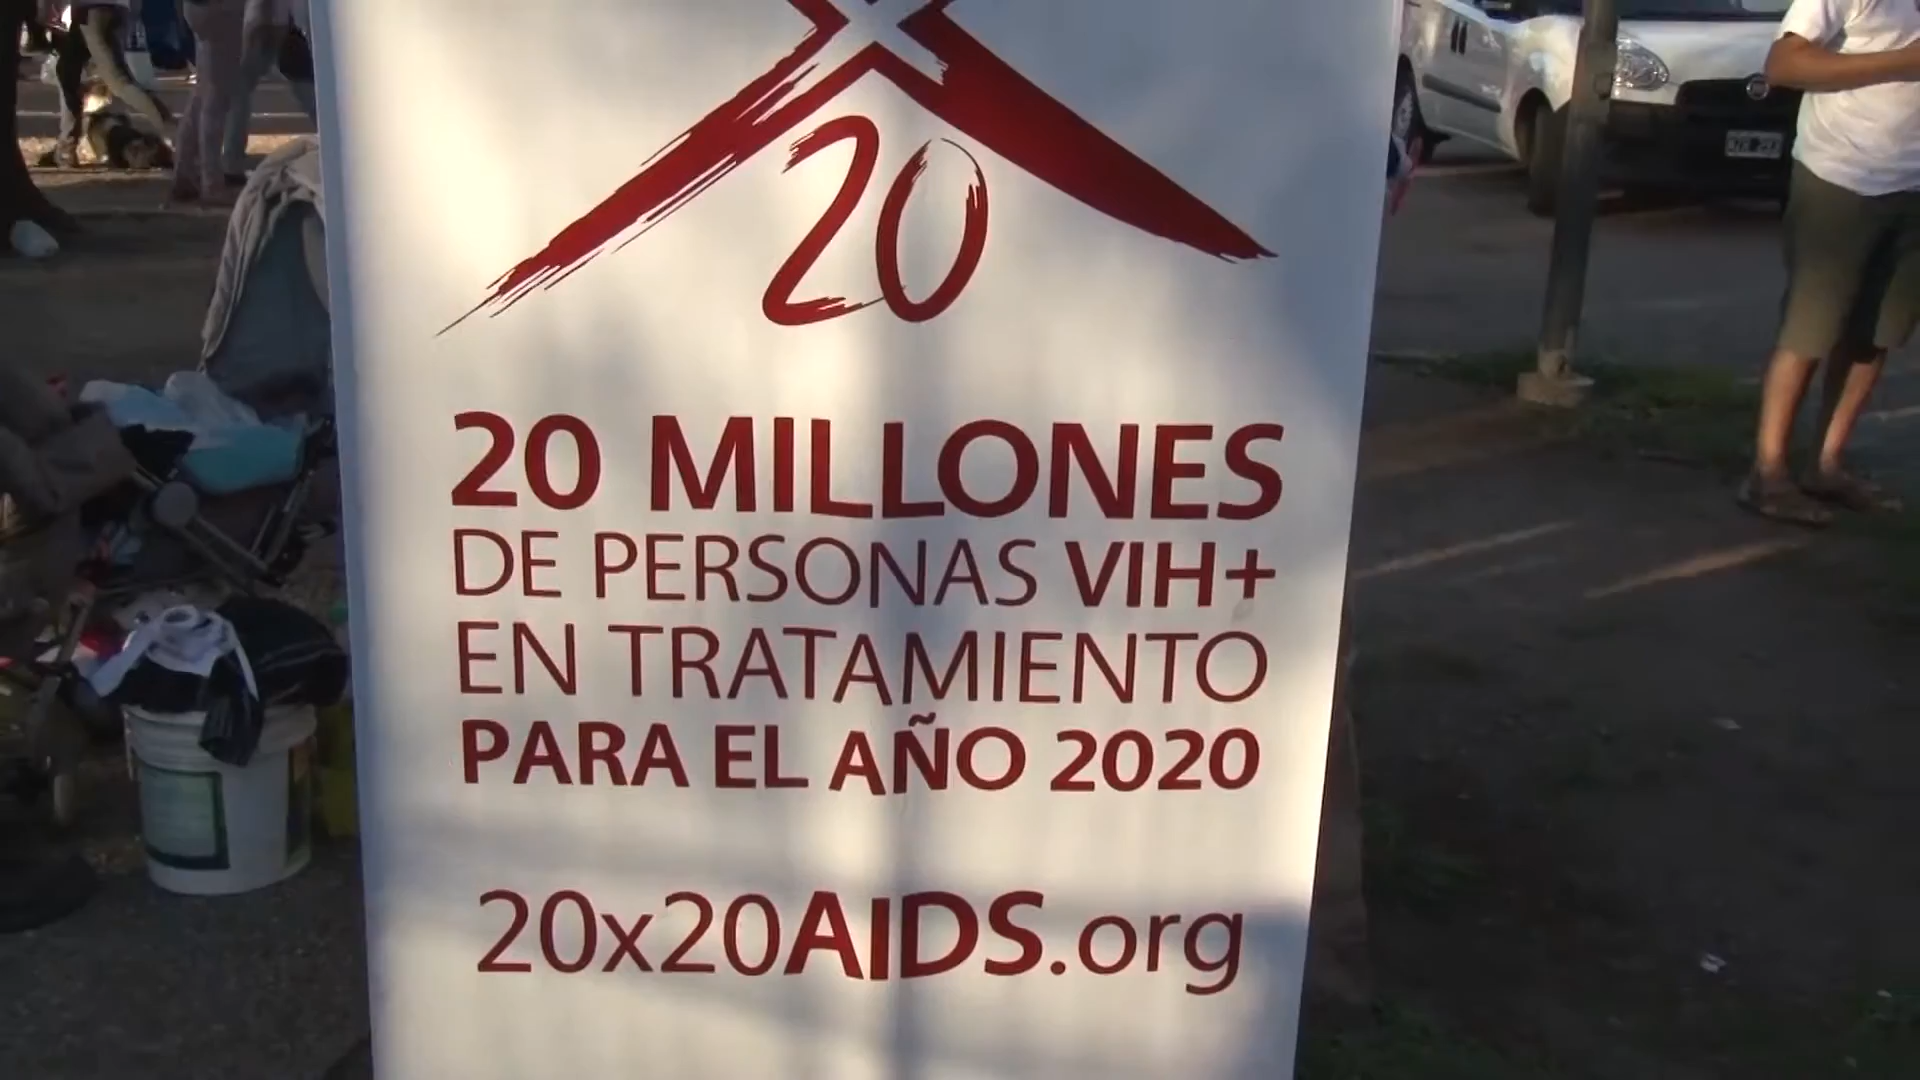 20
20 MILLONES
DE PERSONAS VIH+
EN TRATAMIENTO
PARA EL AÑO 2020
20x20AIDS.org